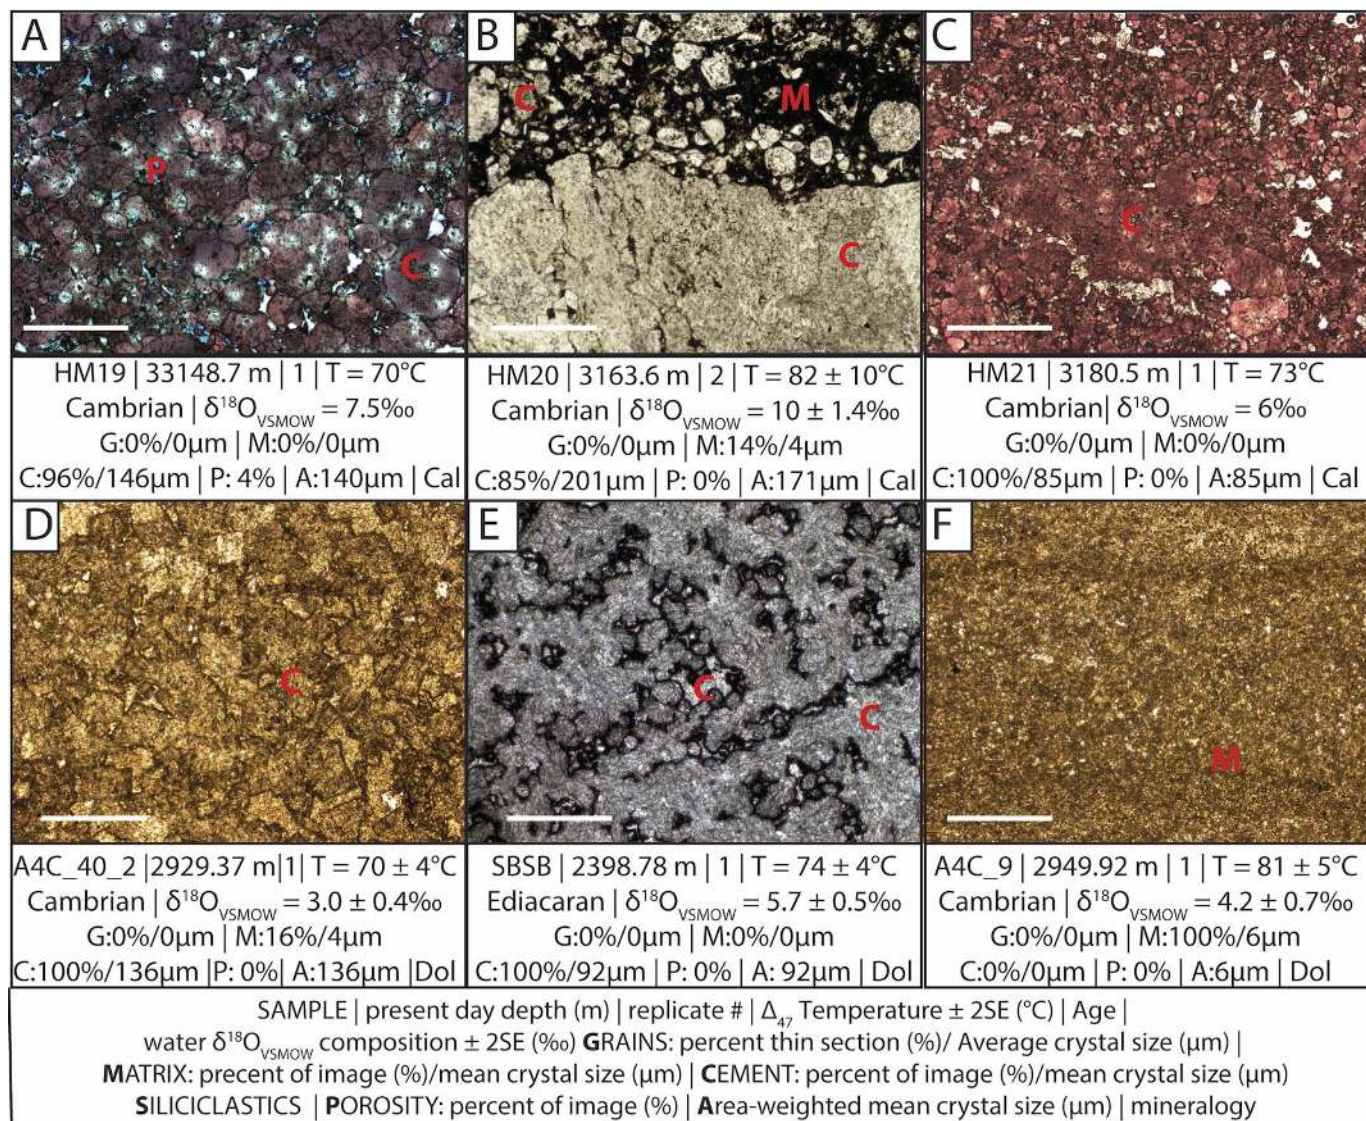 A
B
C
P
C
C
M
C
C
HM19 | 33148.7 m | 1 | T = 70°C
Cambrian | δ¹⁸O_VSMOW = 7.5‰
G:0%/0μm | M:0%/0μm
C:96%/146μm | P: 4% | A:140μm | Cal
HM20 | 3163.6 m | 2 | T = 82 ± 10°C
Cambrian | δ¹⁸O_VSMOW = 10 ± 1.4‰
G:0%/0μm | M:14%/4μm
C:85%/201μm | P: 0% | A:171μm | Cal
HM21 | 3180.5 m | 1 | T = 73°C
Cambrian| δ¹⁸O_VSMOW = 6‰
G:0%/0μm | M:0%/0μm
C:100%/85μm | P: 0% | A:85μm | Cal
D
E
F
C
C
C
M
A4C_40_2 |2929.37 m|1| T = 70 ± 4°C
Cambrian | δ¹⁸O_VSMOW = 3.0 ± 0.4‰
G:0%/0μm | M:16%/4μm
C:100%/136μm |P: 0%| A:136μm |Dol
SBSB | 2398.78 m | 1 | T = 74 ± 4°C
Ediacaran | δ¹⁸O_VSMOW = 5.7 ± 0.5‰
G:0%/0μm | M:0%/0μm
C:100%/92μm | P: 0% | A: 92μm | Dol
A4C_9 | 2949.92 m | 1 | T = 81 ± 5°C
Cambrian | δ¹⁸O_VSMOW = 4.2 ± 0.7‰
G:0%/0μm | M:100%/6μm
C:0%/0μm | P: 0% | A:6μm | Dol
SAMPLE | present day depth (m) | replicate # | Δ₄₇ Temperature ± 2SE (°C) | Age |
water δ¹⁸O_VSMOW composition ± 2SE (‰) GRAINS: percent thin section (%)/ Average crystal size (μm) |
MATRIX: precent of image (%)/mean crystal size (μm) | CEMENT: percent of image (%)/mean crystal size (μm)
SILICICLASTICS | POROSITY: percent of image (%) | Area-weighted mean crystal size (μm) | mineralogy